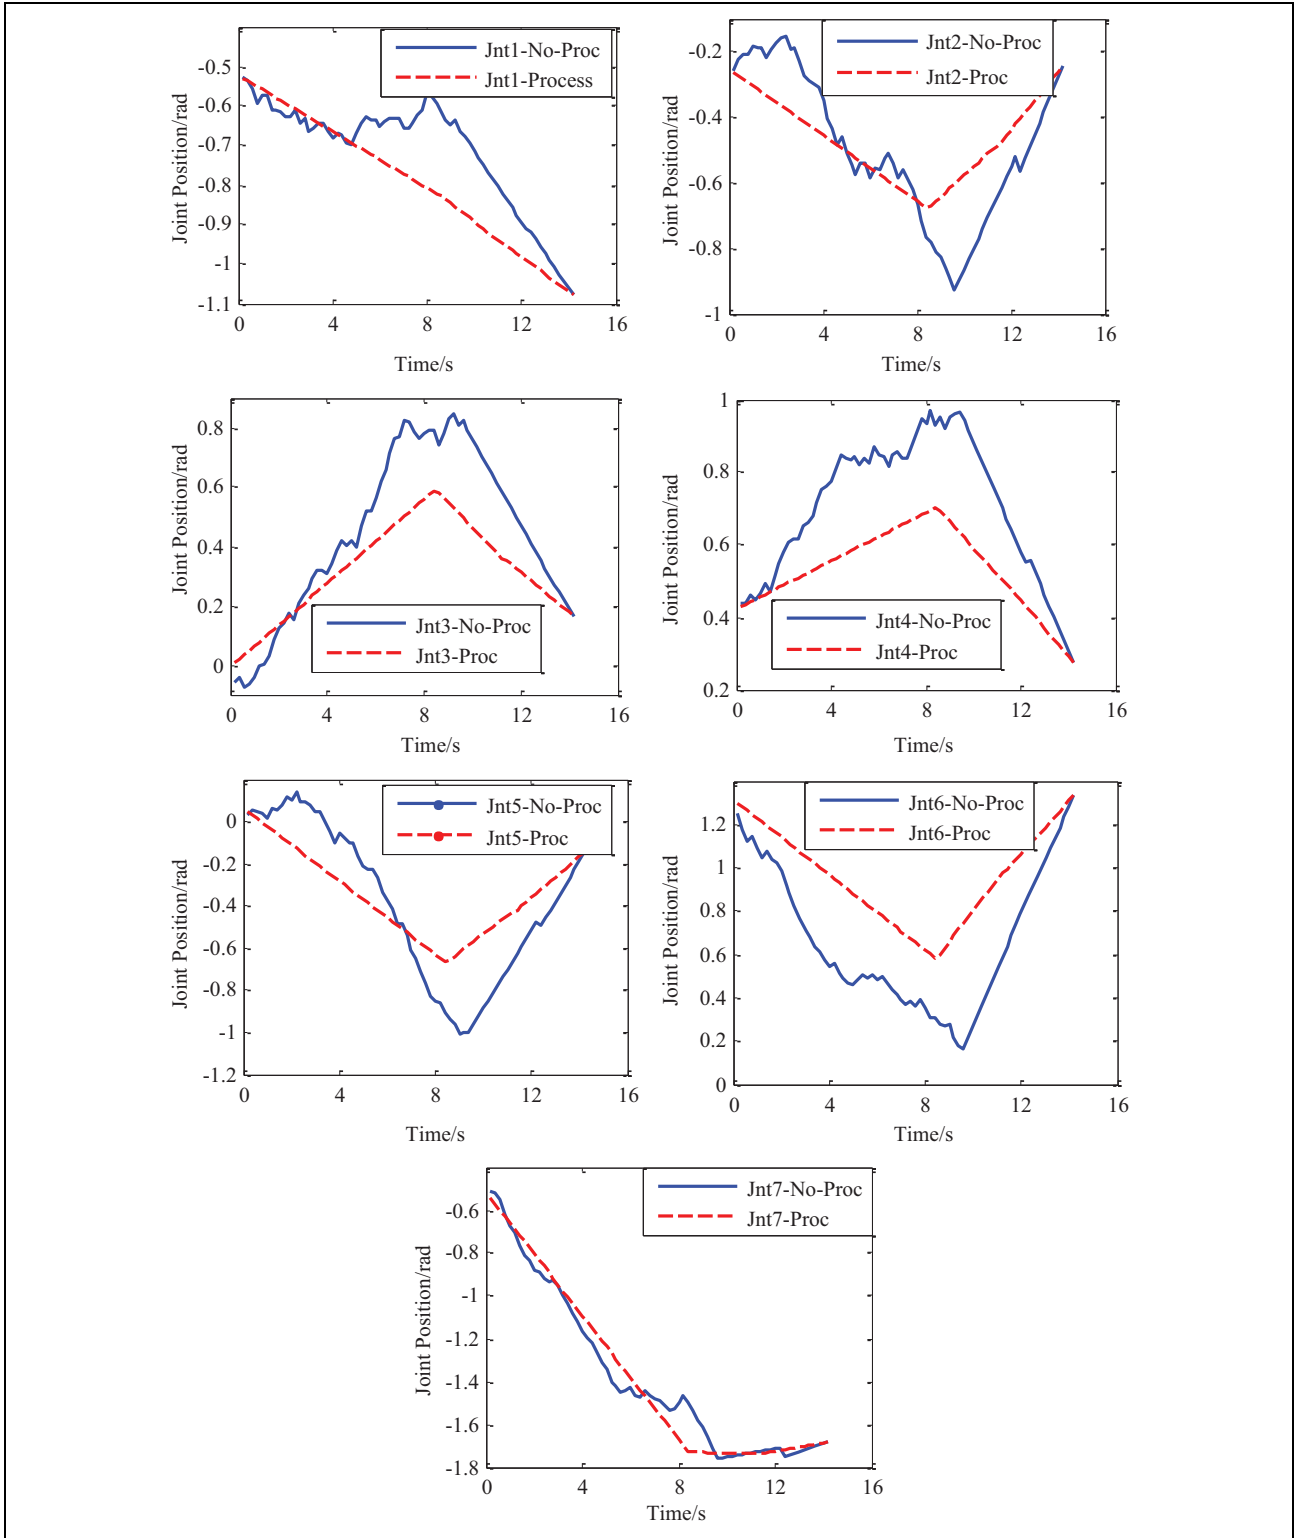 Jnt1-No-Proc
Jnt1-Process
-0.5
-0.6
-0.7
-0.8
-0.9
-1
-1.1
0 4 8 12 16
Joint Position/rad
Time/s
Jnt2-No-Proc
Jnt2-Proc
-0.2
-0.4
-0.6
-0.8
-1
0 4 8 12 16
Joint Position/rad
Time/s
0.8
0.6
0.4
0.2
0
Jnt3-No-Proc
Jnt3-Proc
0 4 8 12 16
Joint Position/rad
Time/s
1
0.8
0.6
0.4
0.2
Jnt4-No-Proc
Jnt4-Proc
0 4 8 12 16
Joint Position/rad
Time/s
Jnt5-No-Proc
Jnt5-Proc
0
-0.2
-0.4
-0.6
-0.8
-1
-1.2
0 4 8 12 16
Joint Position/rad
Time/s
Jnt6-No-Proc
Jnt6-Proc
1.2
1
0.8
0.6
0.4
0.2
0
0 4 8 12 16
Joint Position/rad
Time/s
Jnt7-No-Proc
Jnt7-Proc
-0.6
-0.8
-1
-1.2
-1.4
-1.6
-1.8
0 4 8 12 16
Joint Position/rad
Time/s